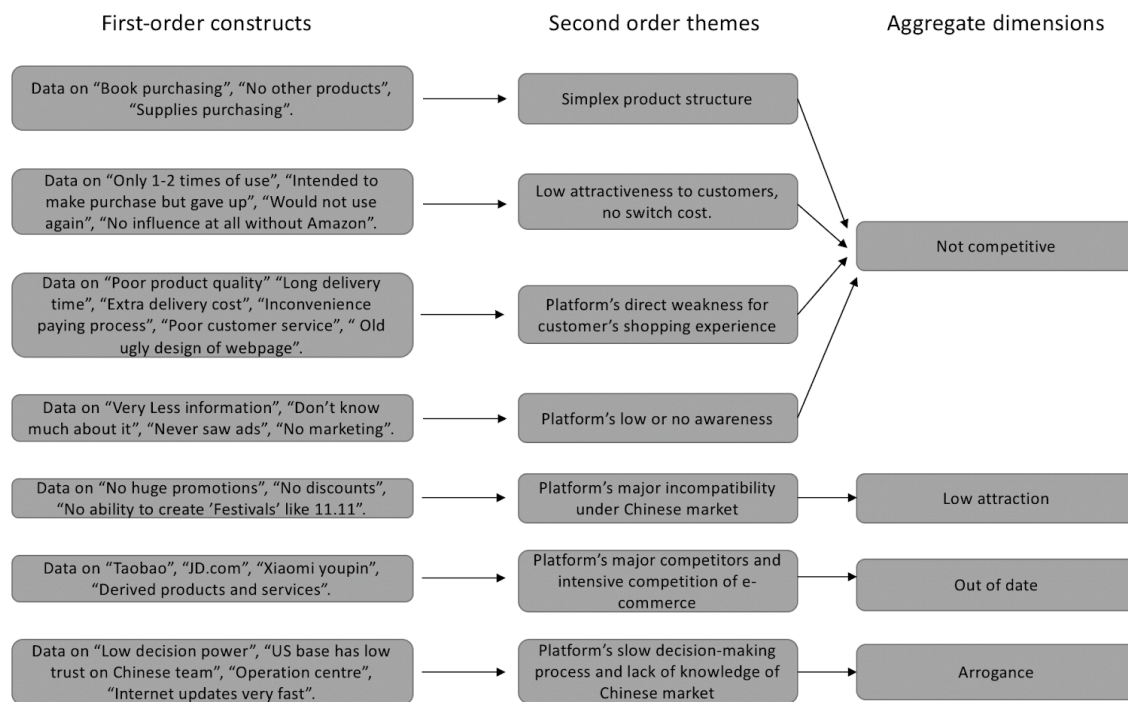 First-order constructs
Second order themes
Aggregate dimensions
Data on “Book purchasing”, “No other products”,
“Supplies purchasing”.
Simplex product structure
Data on “Only 1-2 times of use”, “Intended to
make purchase but gave up”, “Would not use
again”, “No influence at all without Amazon”.
Low attractiveness to customers,
no switch cost.
Not competitive
Data on “Poor product quality” “Long delivery
time”, “Extra delivery cost”, “Inconvenience
paying process”, “Poor customer service”, “ Old
ugly design of webpage”.
Platform’s direct weakness for
customer’s shopping experience
Data on “Very Less information”, “Don’t know
much about it”, “Never saw ads”, “No marketing”.
Platform’s low or no awareness
Data on “No huge promotions”, “No discounts”,
“No ability to create ’Festivals’ like 11.11”.
Platform’s major incompatibility
under Chinese market
Low attraction
Data on “Taobao”, “JD.com”, “Xiaomi youpin”,
“Derived products and services”.
Platform’s major competitors and
intensive competition of e-
commerce
Out of date
Data on “Low decision power”, “US base has low
trust on Chinese team”, “Operation centre”,
“Internet updates very fast”.
Platform’s slow decision-making
process and lack of knowledge of
Chinese market
Arrogance